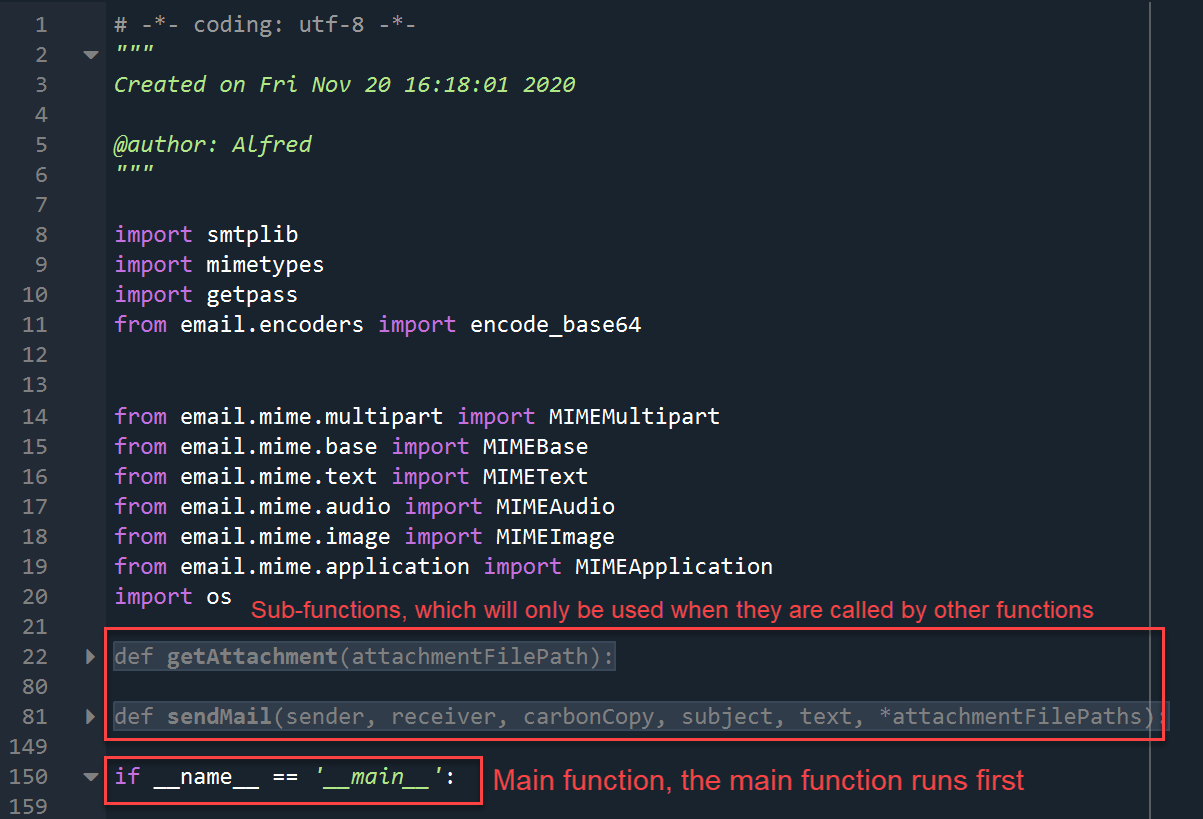 1 # -*- coding: utf-8 -*-
2 """
3 Created on Fri Nov 20 16:18:01 2020
4
5 @author: Alfred
6 """
7
8 import smtplib
9 import mimetypes
10 import getpass
11 from email.encoders import encode_base64
12
13
14 from email.mime.multipart import MIMEMultipart
15 from email.mime.base import MIMEBase
16 from email.mime.text import MIMEText
17 from email.mime.audio import MIMEAudio
18 from email.mime.image import MIMEImage
19 from email.mime.application import MIMEApplication
20 import os
Sub-functions, which will only be used when they are called by other functions
21
22 def getAttachment(attachmentFilePath):
80
81 def sendMail(sender, receiver, carbonCopy, subject, text, *attachmentFilePaths):
149
150 if __name__ == '__main__':
Main function, the main function runs first
159